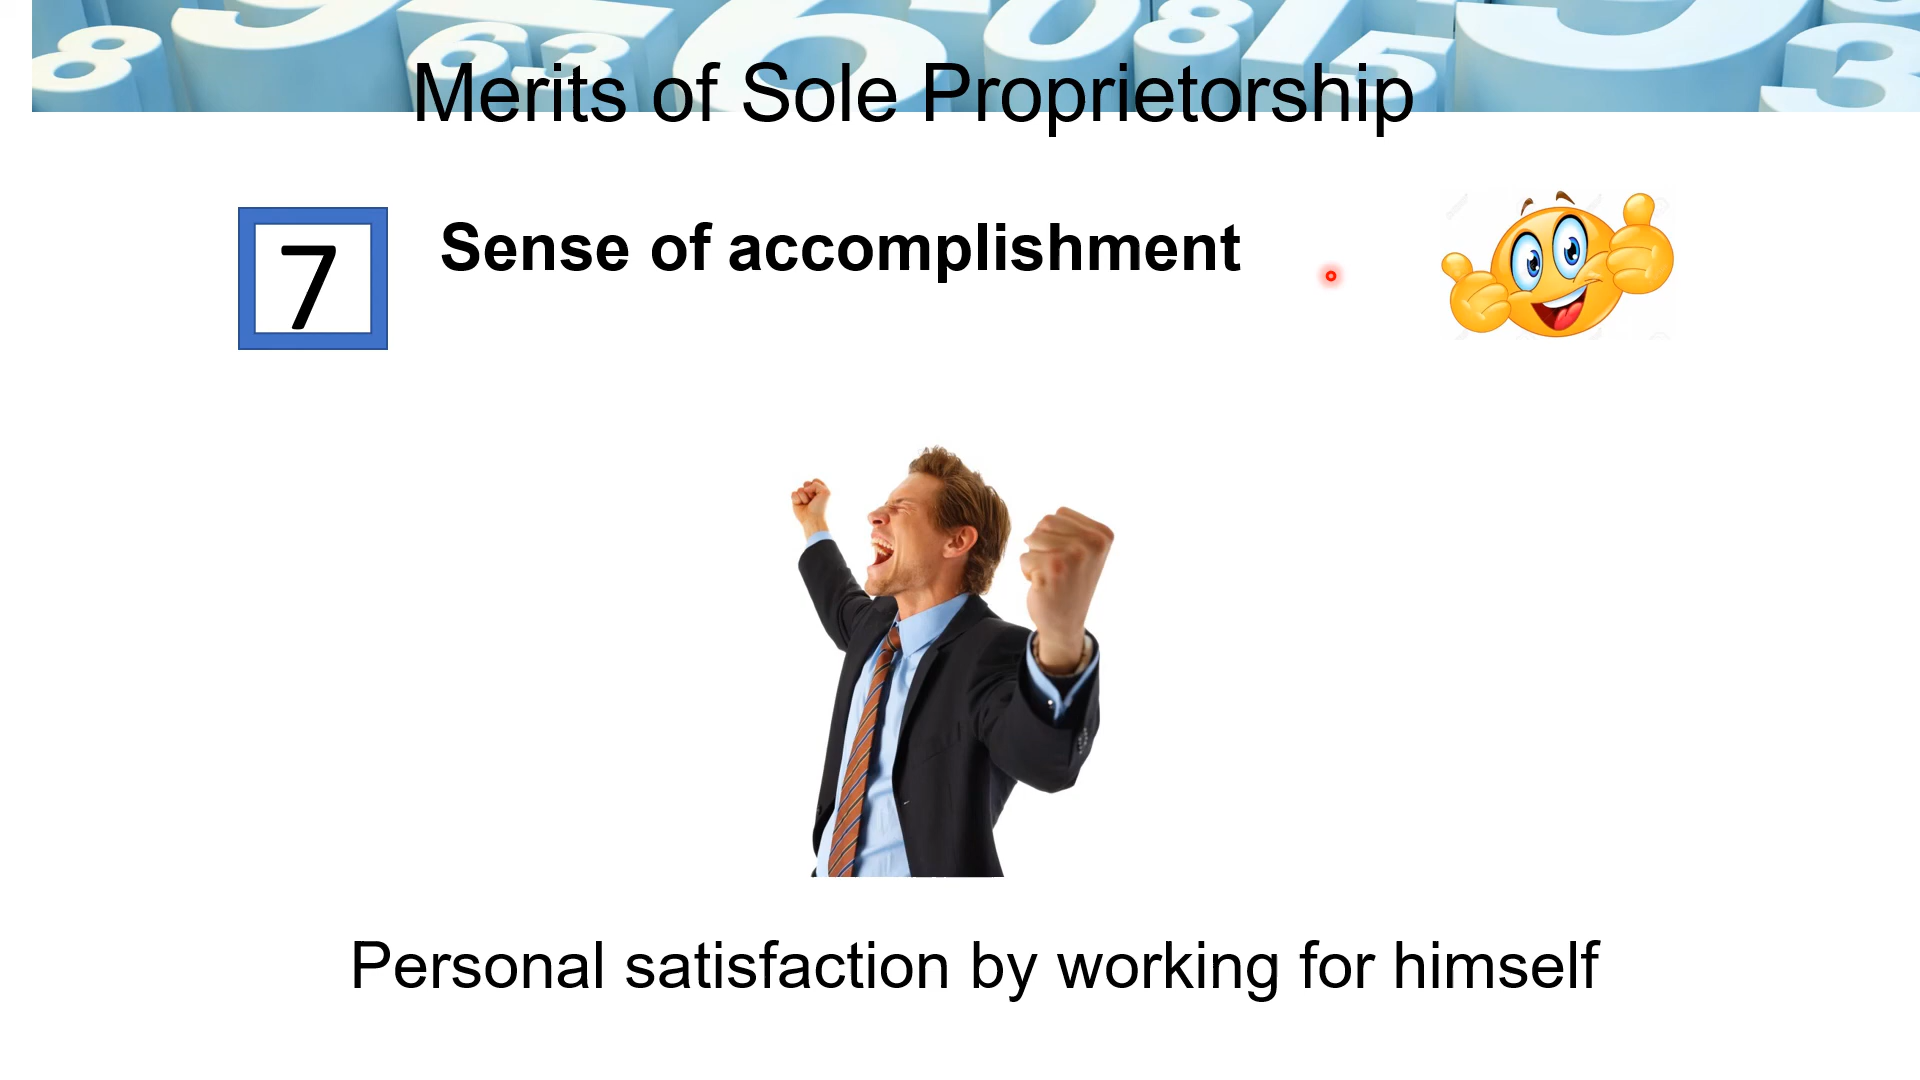 Merits of Sole Proprietorship
7
Sense of accomplishment
Personal satisfaction by working for himself